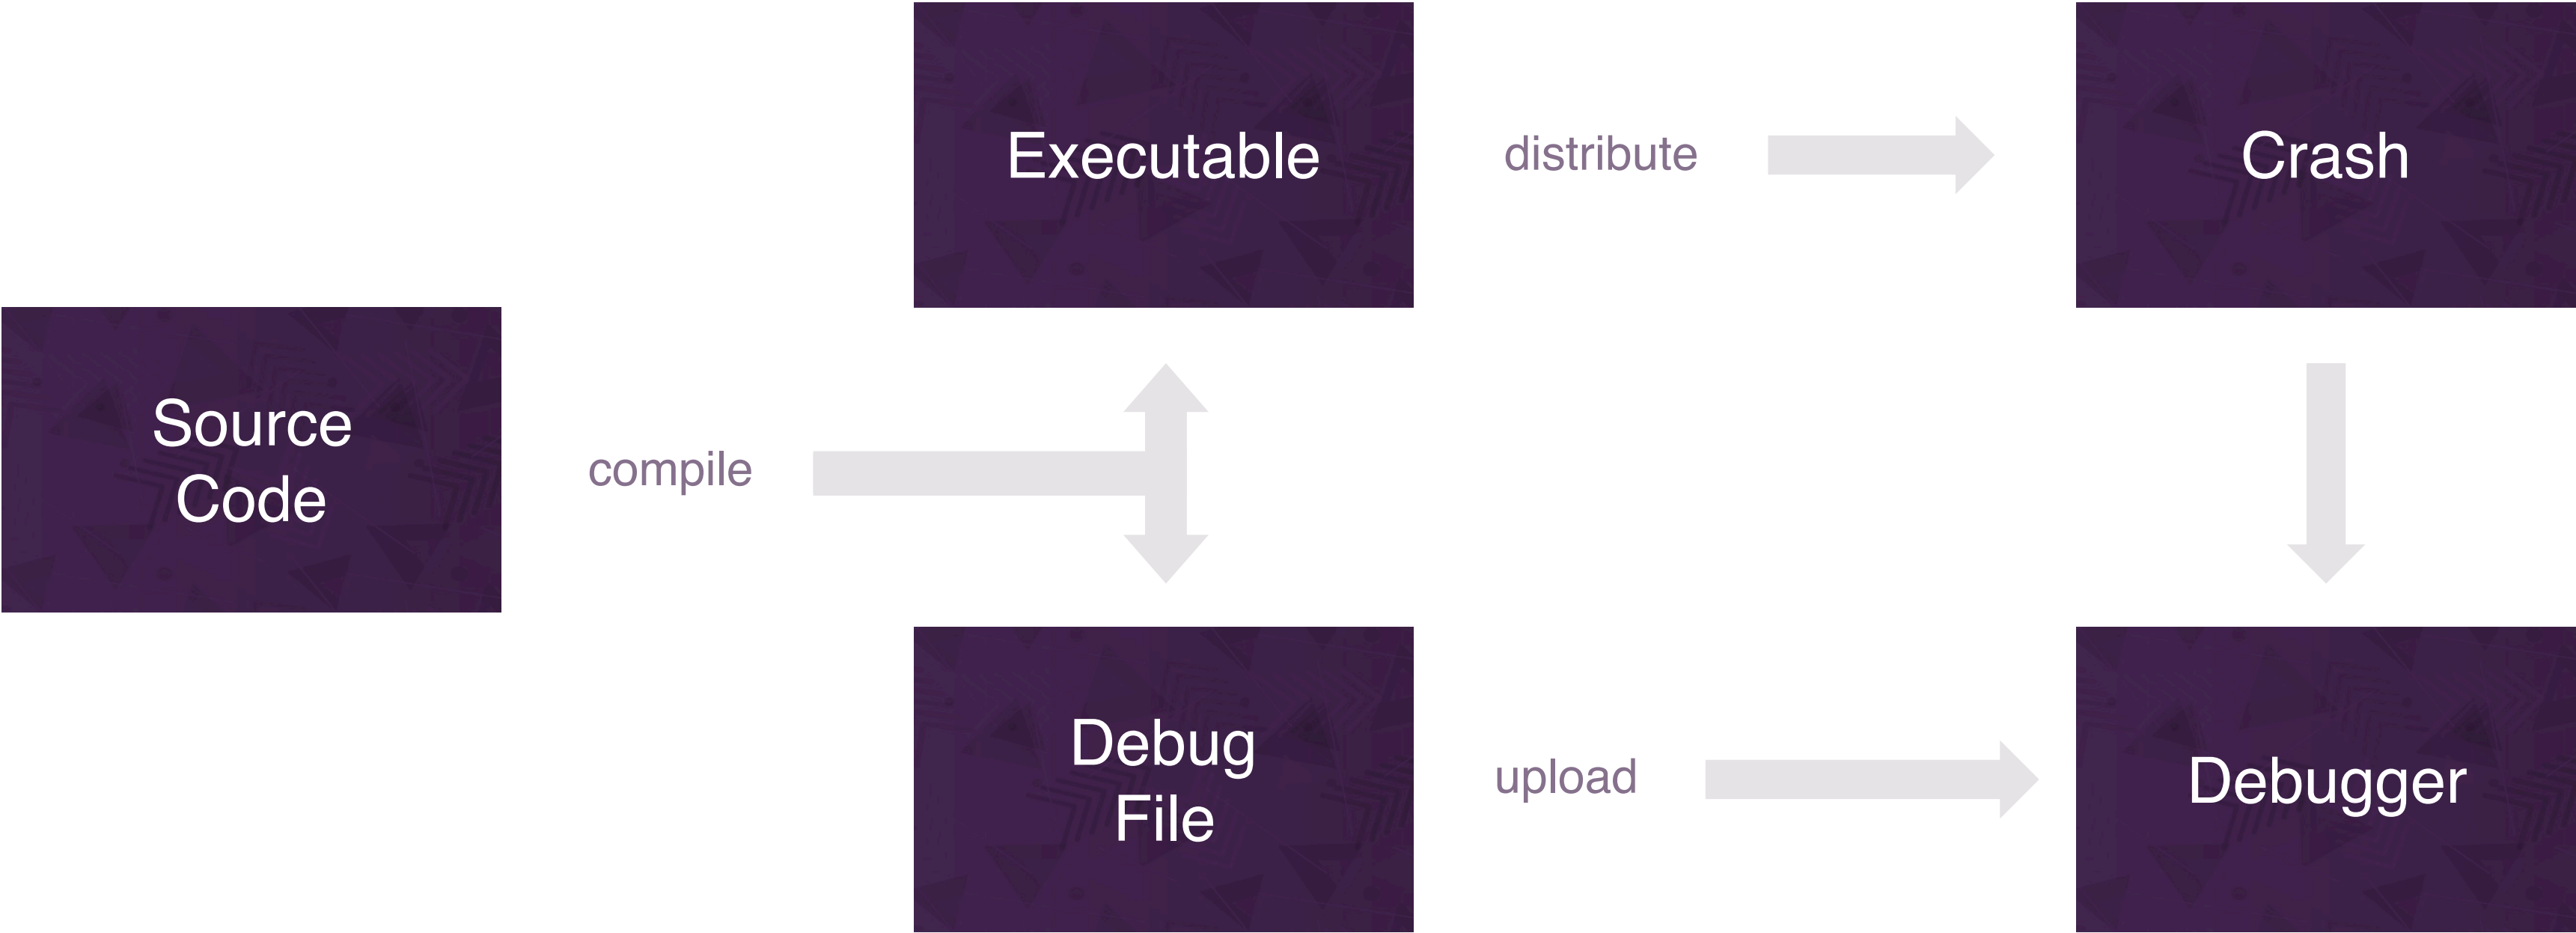 Executable
distribute
Crash
Source
Code
compile
Debug
File
upload
Debugger